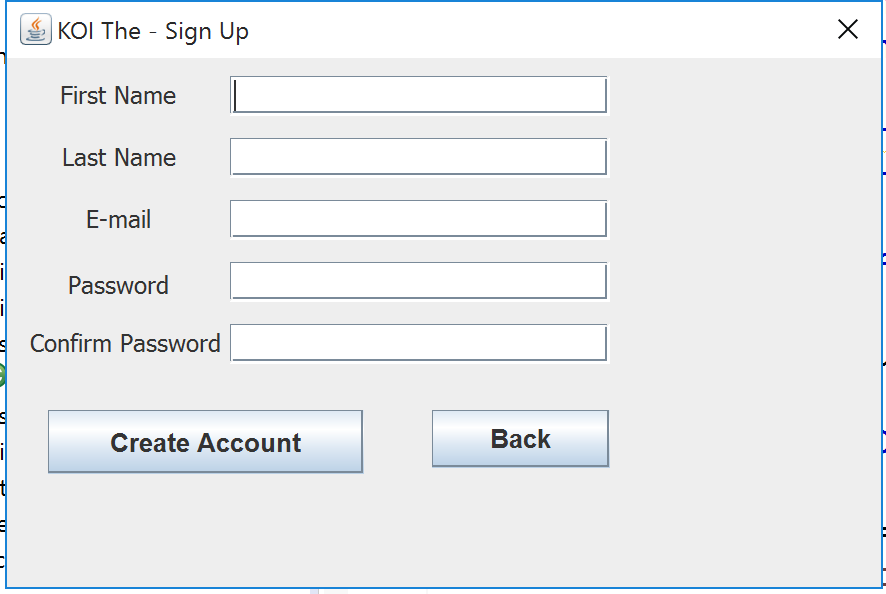 KOI The - Sign Up
First Name
Last Name
E-mail
Password
Confirm Password
Create Account Back